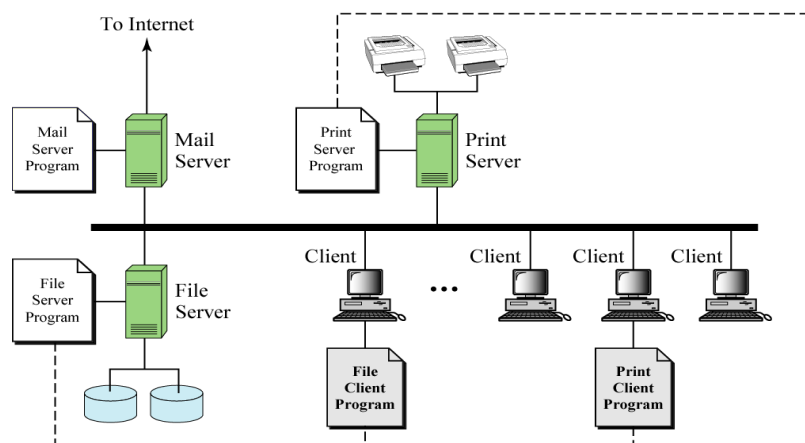 To Internet
Mail
Server
Program
Mail
Server
Print
Server
Program
Print
Server
File
Server
Program
File
Server
Client
Client
Client
Client
...
File
Client
Program
Print
Client
Program